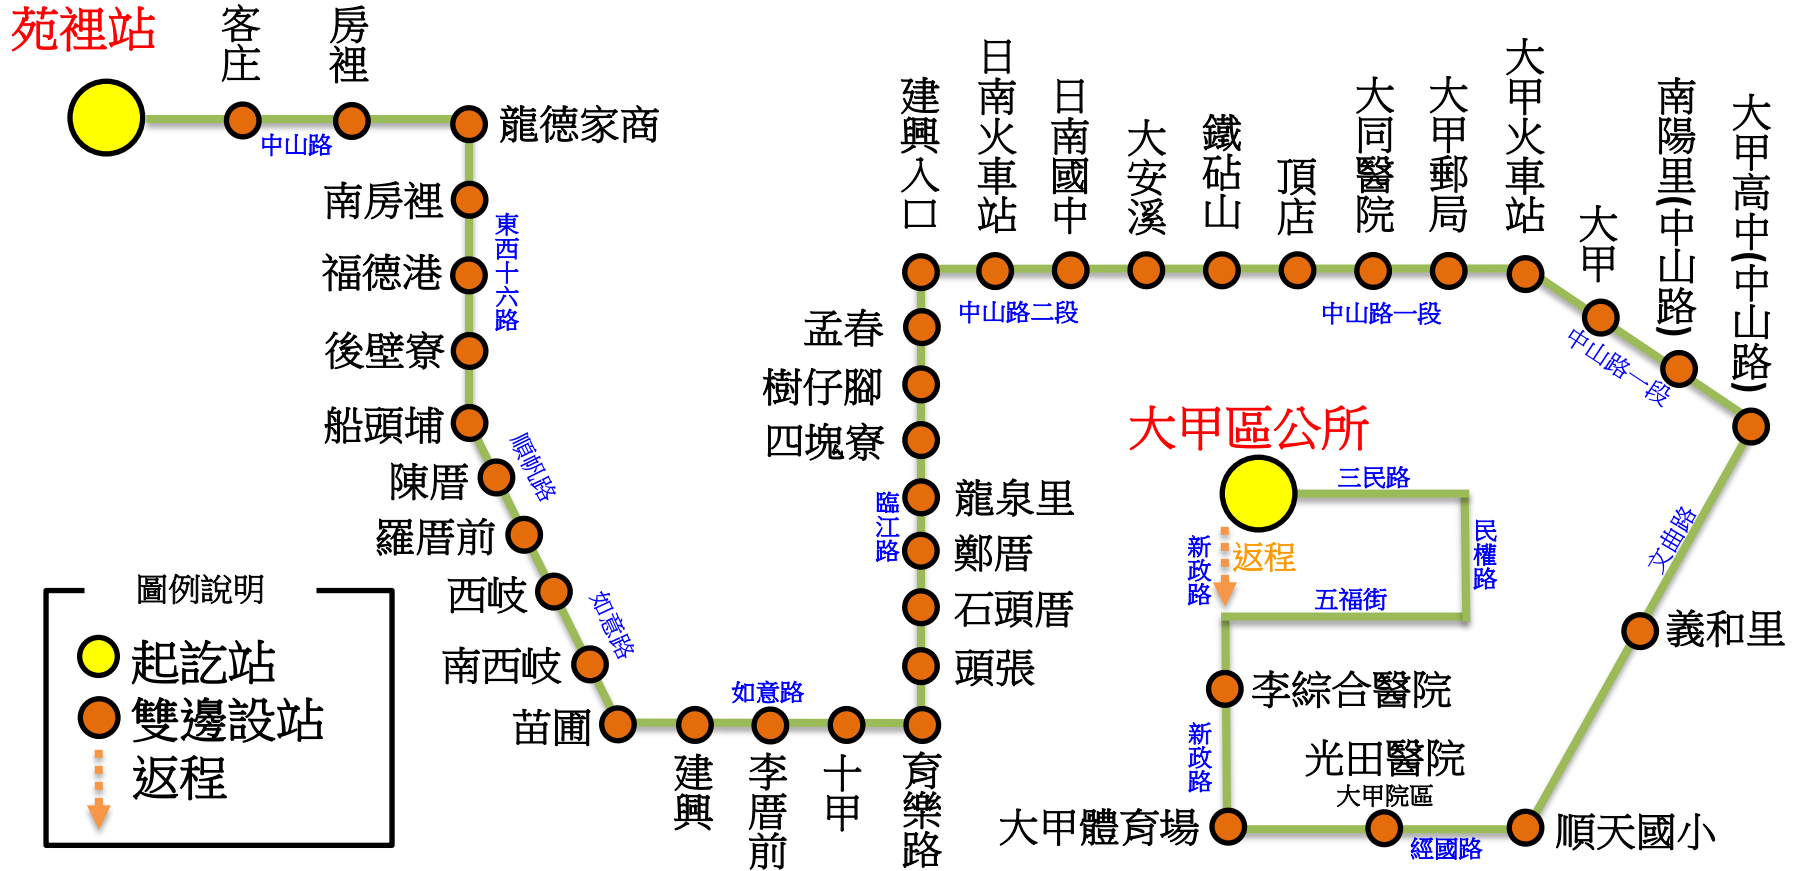 苑裡站
客庄
房裡
龍德家商
中山路
南房裡
福德港
後壁寮
船頭埔
東西十六路
陳厝
羅厝前
順帆路
西岐
南西岐
如意路
苗圃
建興
李厝前
十甲
育樂路
如意路
頭張
石頭厝
鄭厝
龍泉里
臨江路
四塊寮
樹仔腳
孟春
建興入口
日南火車站
日南國中
大安溪
鐵砧山
頂店
大同醫院
大甲郵局
大甲火車站
中山路二段
中山路一段
大甲
南陽里(中山路)
大甲高中(中山路)
中山路一段
文曲路
義和里
順天國小
經國路
光田醫院
大甲院區
大甲體育場
新政路
李綜合醫院
五福街
民權路
三民路
大甲區公所
新政路
返程
圖例說明
起訖站
雙邊設站
返程